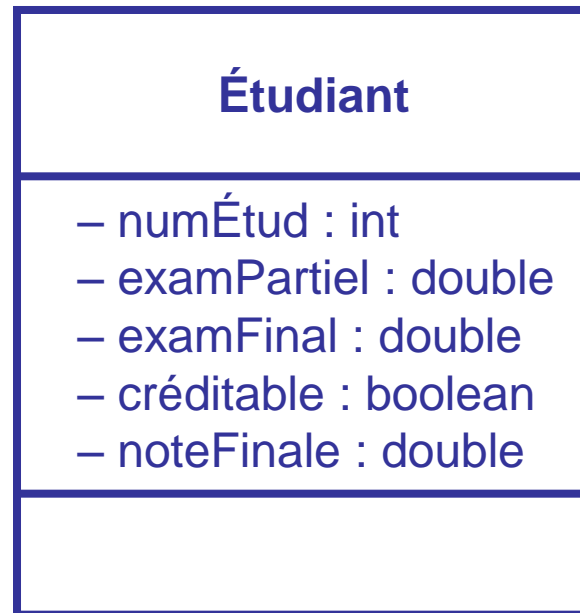 Étudiant
– numÉtud : int
– examPartiel : double
– examFinal : double
– créditable : boolean
– noteFinale : double